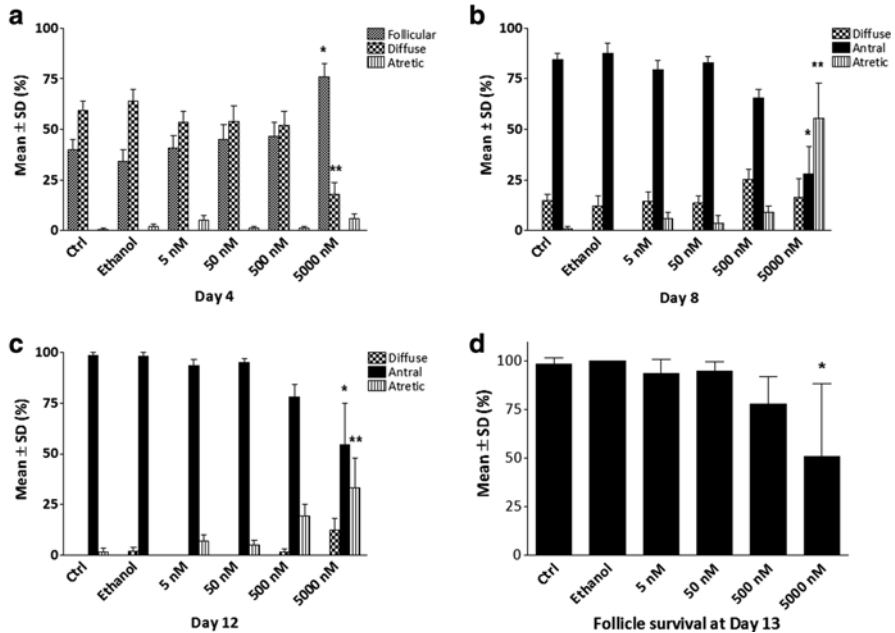 a
Follicular
Diffuse
Atretic
Mean ± SD (%)
100
75
50
25
0
*
**
Ctrl
Ethanol
5 nM
50 nM
500 nM
5000 nM
Day 4
b
Diffuse
Antral
Atretic
Mean ± SD (%)
100
75
50
25
0
*
**
Ctrl
Ethanol
5 nM
50 nM
500 nM
5000 nM
Day 8
c
Diffuse
Antral
Atretic
Mean ± SD (%)
100
75
50
25
0
*
**
Ctrl
Ethanol
5 nM
50 nM
500 nM
5000 nM
Day 12
d
Mean ± SD (%)
100
75
50
25
0
*
Ctrl
Ethanol
5 nM
50 nM
500 nM
5000 nM
Follicle survival at Day 13